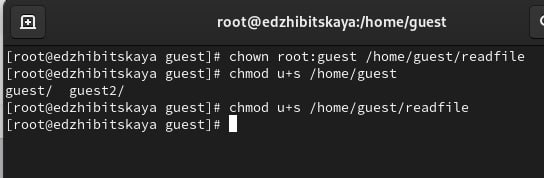 root@edzhibitskaya:/home/guest
[root@edzhibitskaya guest]# chown root:guest /home/guest/readfile
[root@edzhibitskaya guest]# chmod u+s /home/guest
guest/  guest2/
[root@edzhibitskaya guest]# chmod u+s /home/guest/readfile
[root@edzhibitskaya guest]#